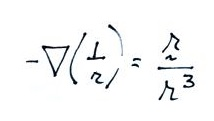 -∇(1/r) = r̰/r³